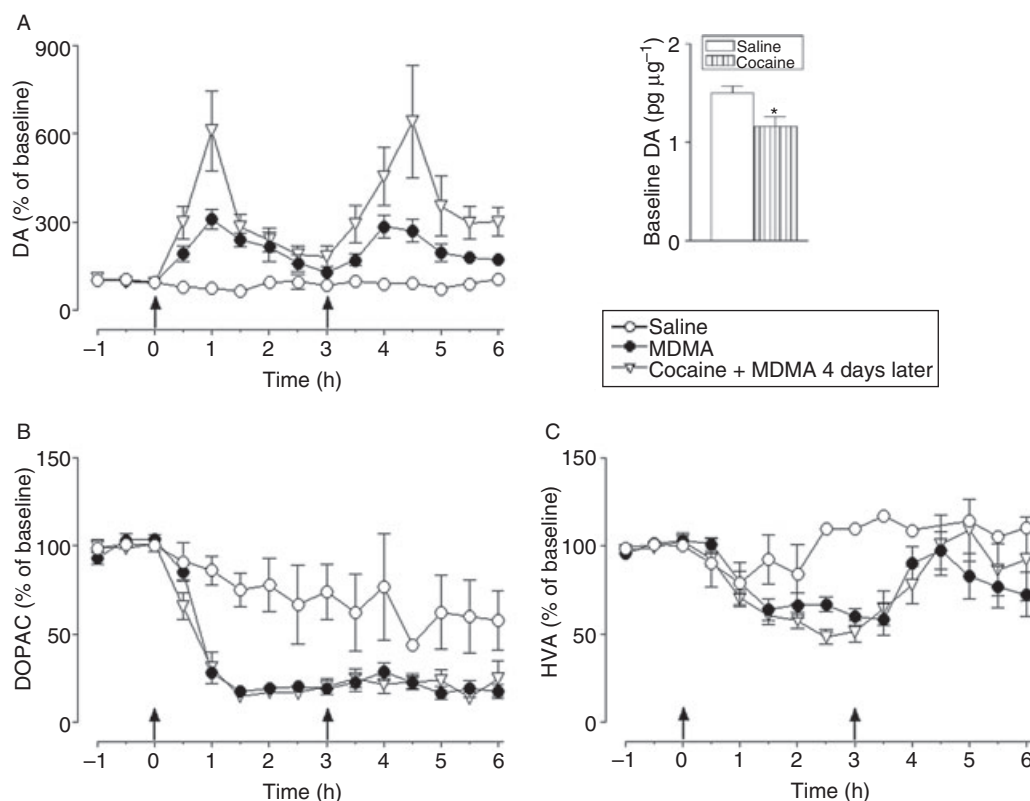 A
DA (% of baseline)
900
600
300
0
–1 0 1 2 3 4 5 6
Time (h)
Baseline DA (pg µg⁻¹)
2
1
0
Saline
Cocaine
*
Saline
MDMA
Cocaine + MDMA 4 days later
B
DOPAC (% of baseline)
150
100
50
0
–1 0 1 2 3 4 5 6
Time (h)
C
HVA (% of baseline)
150
100
50
0
–1 0 1 2 3 4 5 6
Time (h)